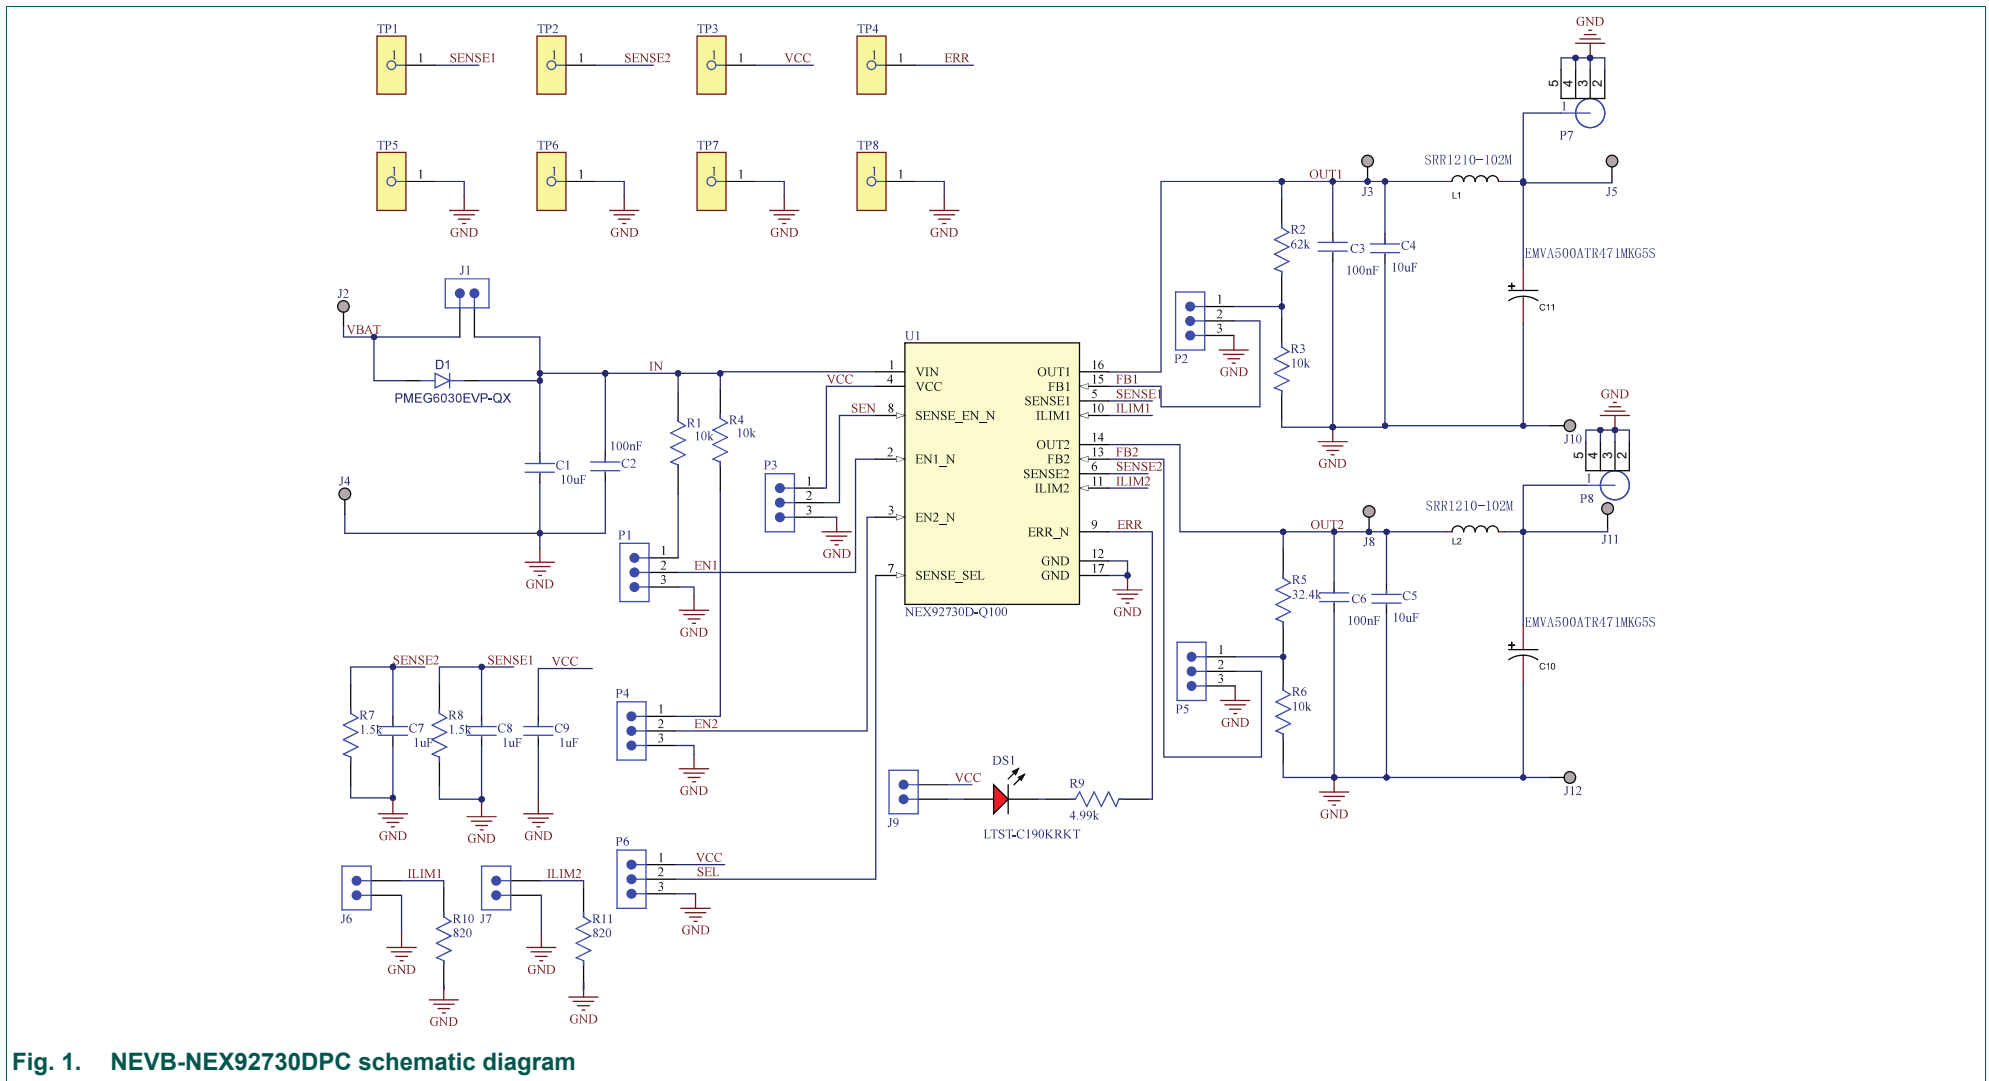 TP1
1
1
SENSE1
TP2
1
1
SENSE2
TP3
1
1
VCC
TP4
1
1
ERR
TP5
1
1
GND
TP6
1
1
GND
TP7
1
1
GND
TP8
1
1
GND
J1
J2
VBAT
D1
PMEG6030EVP-QX
J4
IN
C1
10uF
100nF
C2
GND
R1
10k
R4
10k
P1
1
2
3
EN1
GND
P3
1
2
3
GND
VCC
SEN
U1
1
VIN
4
VCC
8
SENSE_EN_N
2
EN1_N
3
EN2_N
7
SENSE_SEL
OUT1
16
FB1
15
FB1
SENSE1
5
SENSE1
ILIM1
10
ILIM1
OUT2
14
FB2
13
FB2
SENSE2
6
SENSE2
ILIM2
11
ILIM2
ERR_N
9
ERR
GND
12
GND
17
GND
NEX92730D-Q100
P2
1
2
3
GND
OUT1
R2
62k
R3
10k
C3
100nF
C4
10uF
GND
J3
SRR1210-102M
L1
GND
5
4
3
2
1
P7
J5
EMVA500ATR471MKG5S
+
C11
J10
P5
1
2
3
GND
OUT2
R5
32.4k
R6
10k
C6
100nF
C5
10uF
GND
J8
SRR1210-102M
L2
GND
5
4
3
2
1
P8
J11
EMVA500ATR471MKG5S
+
C10
J12
SENSE2
R7
1.5k
C7
1uF
GND
SENSE1
R8
1.5k
C8
1uF
GND
VCC
C9
1uF
GND
P4
1
2
3
EN2
GND
J9
VCC
DS1
LTST-C190KRKT
R9
4.99k
P6
1
2
3
VCC
SEL
GND
J6
ILIM1
GND
R10
820
GND
J7
ILIM2
GND
R11
820
GND
Fig. 1. NEVB-NEX92730DPC schematic diagram